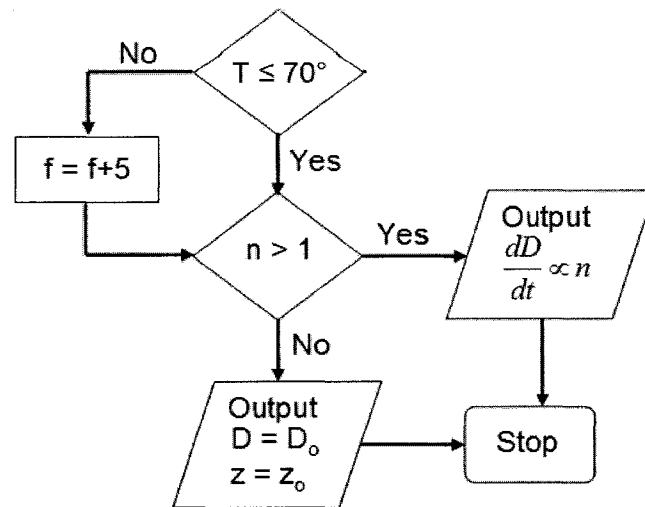 No
T ≤ 70°
f = f+5
Yes
n > 1
Yes
Output
dD
dt ∝ n
No
Output
D = Dₒ
z = zₒ
Stop